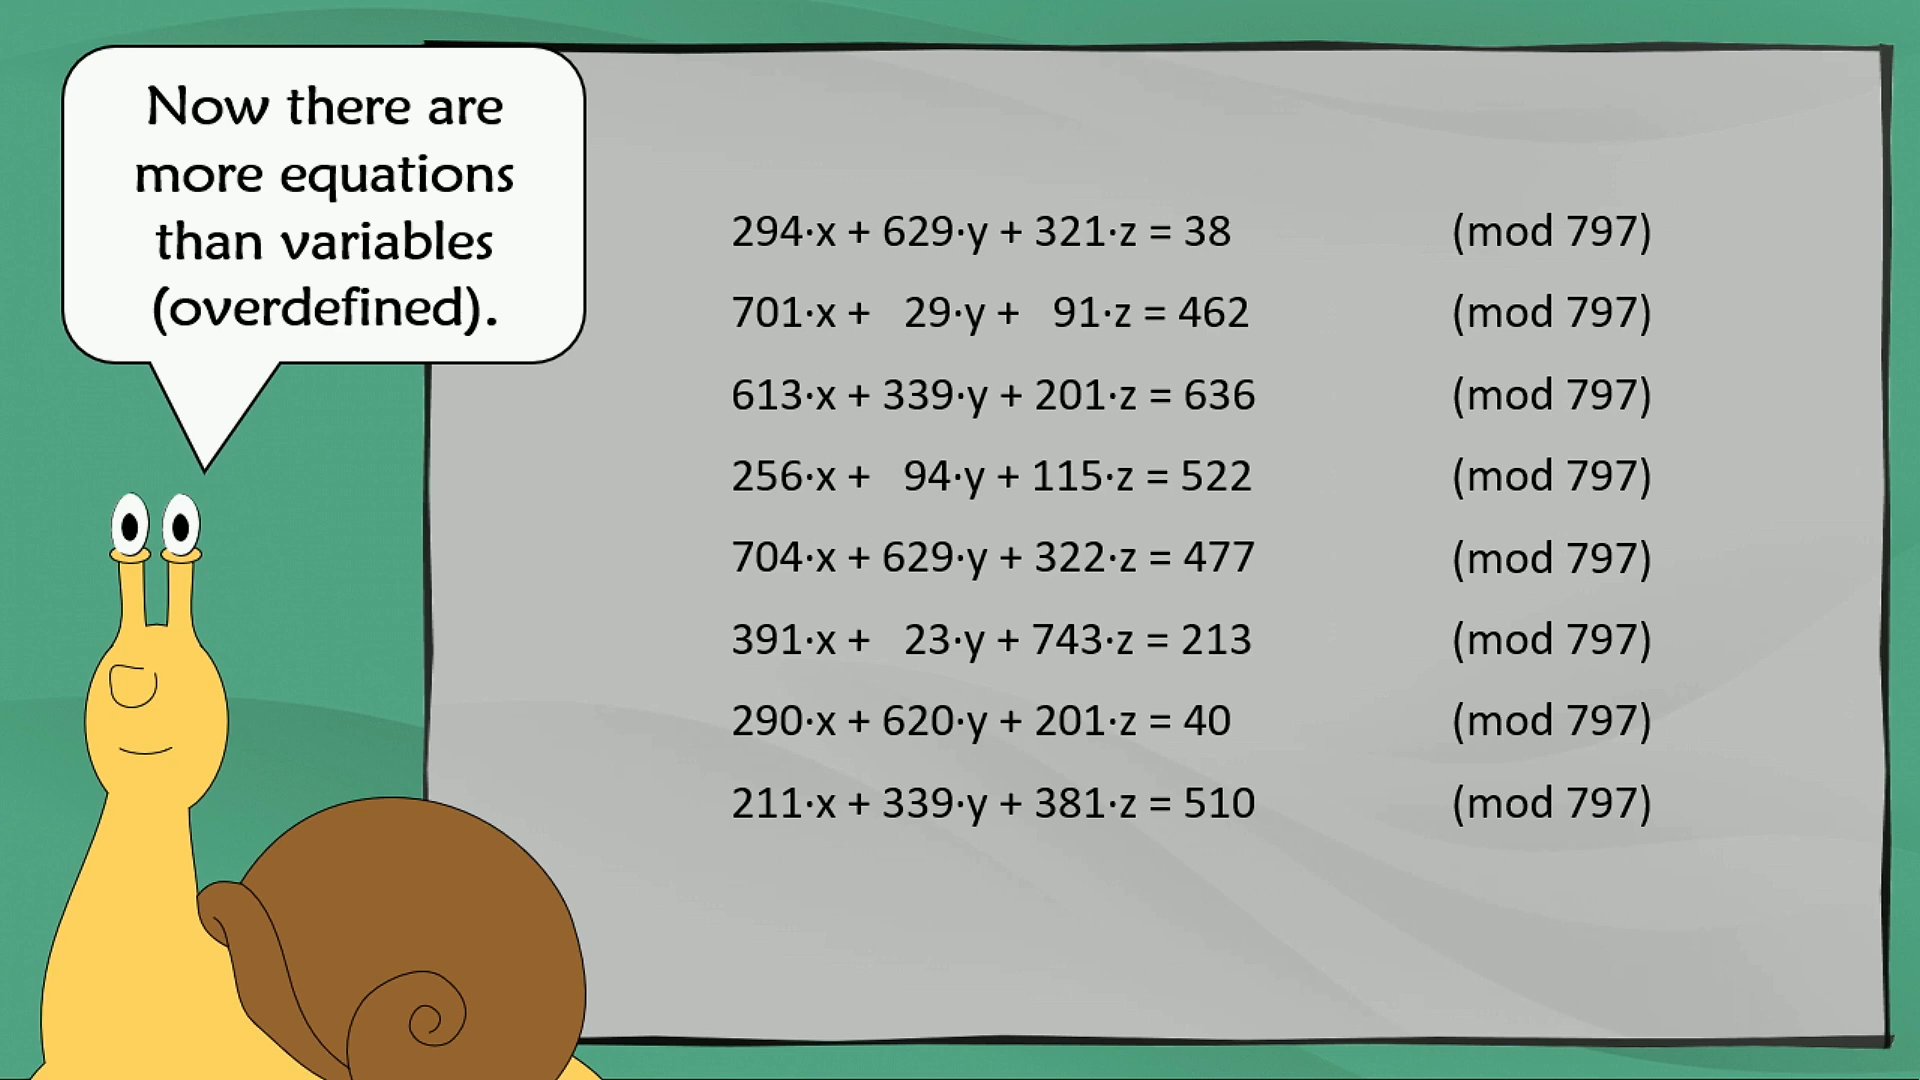 Now there are
more equations
than variables
(overdefined).
294·x + 629·y + 321·z = 38 (mod 797)
701·x + 29·y + 91·z = 462 (mod 797)
613·x + 339·y + 201·z = 636 (mod 797)
256·x + 94·y + 115·z = 522 (mod 797)
704·x + 629·y + 322·z = 477 (mod 797)
391·x + 23·y + 743·z = 213 (mod 797)
290·x + 620·y + 201·z = 40 (mod 797)
211·x + 339·y + 381·z = 510 (mod 797)